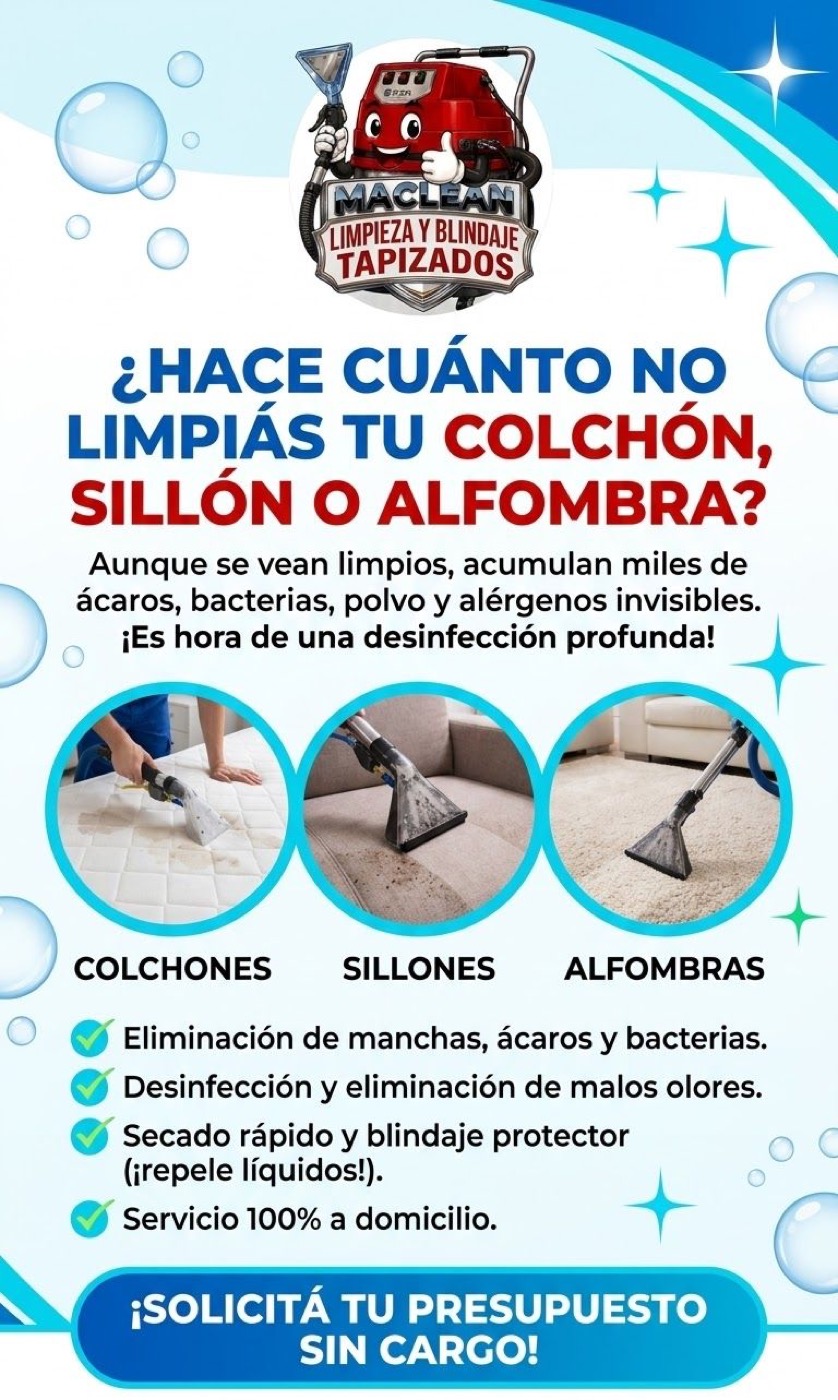 MACLEAN
LIMPIEZA Y BLINDAJE
TAPIZADOS
¿HACE CUÁNTO NO
LIMPIÁS TU COLCHÓN,
SILLÓN O ALFOMBRA?
Aunque se vean limpios, acumulan miles de
ácaros, bacterias, polvo y alérgenos invisibles.
¡Es hora de una desinfección profunda!
COLCHONES SILLONES ALFOMBRAS
Eliminación de manchas, ácaros y bacterias.
Desinfección y eliminación de malos olores.
Secado rápido y blindaje protector
(¡repele líquidos!).
Servicio 100% a domicilio.
¡SOLICITÁ TU PRESUPUESTO
SIN CARGO!